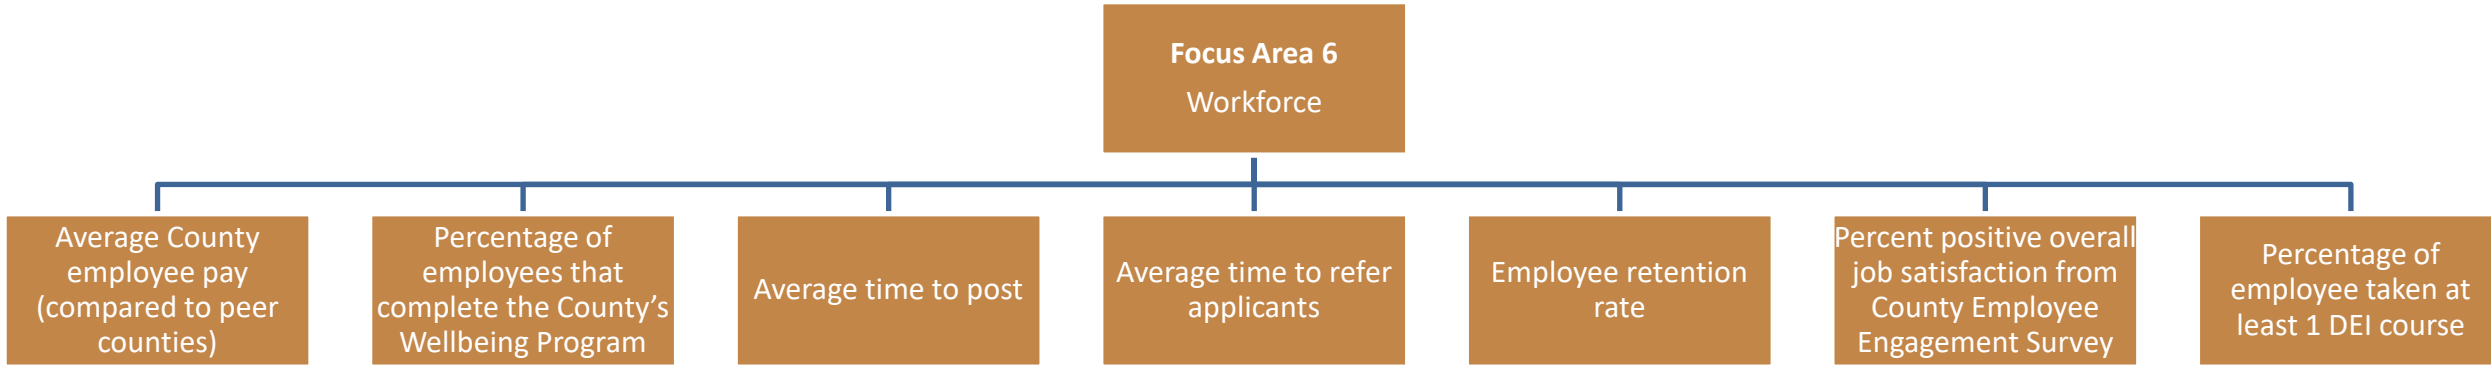 Focus Area 6
Workforce
Average County
employee pay
(compared to peer
counties)
Percentage of
employees that
complete the County’s
Wellbeing Program
Average time to post
Average time to refer
applicants
Employee retention
rate
Percent positive overall
job satisfaction from
County Employee
Engagement Survey
Percentage of
employee taken at
least 1 DEI course